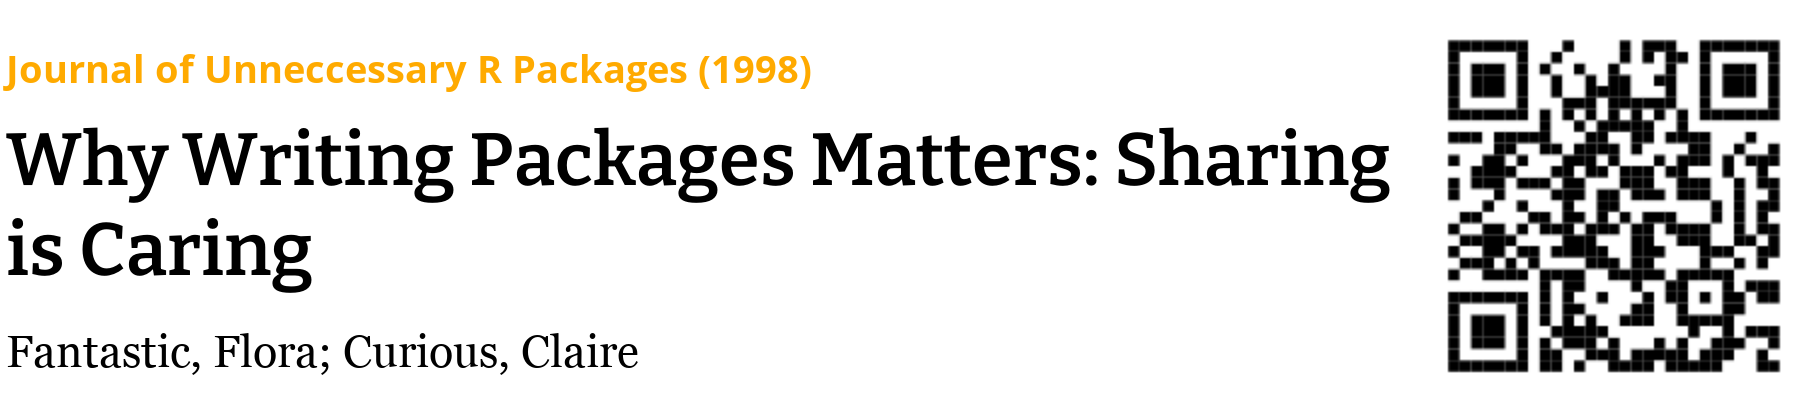 Journal of Unneccessary R Packages (1998)
Why Writing Packages Matters: Sharing
is Caring
Fantastic, Flora; Curious, Claire